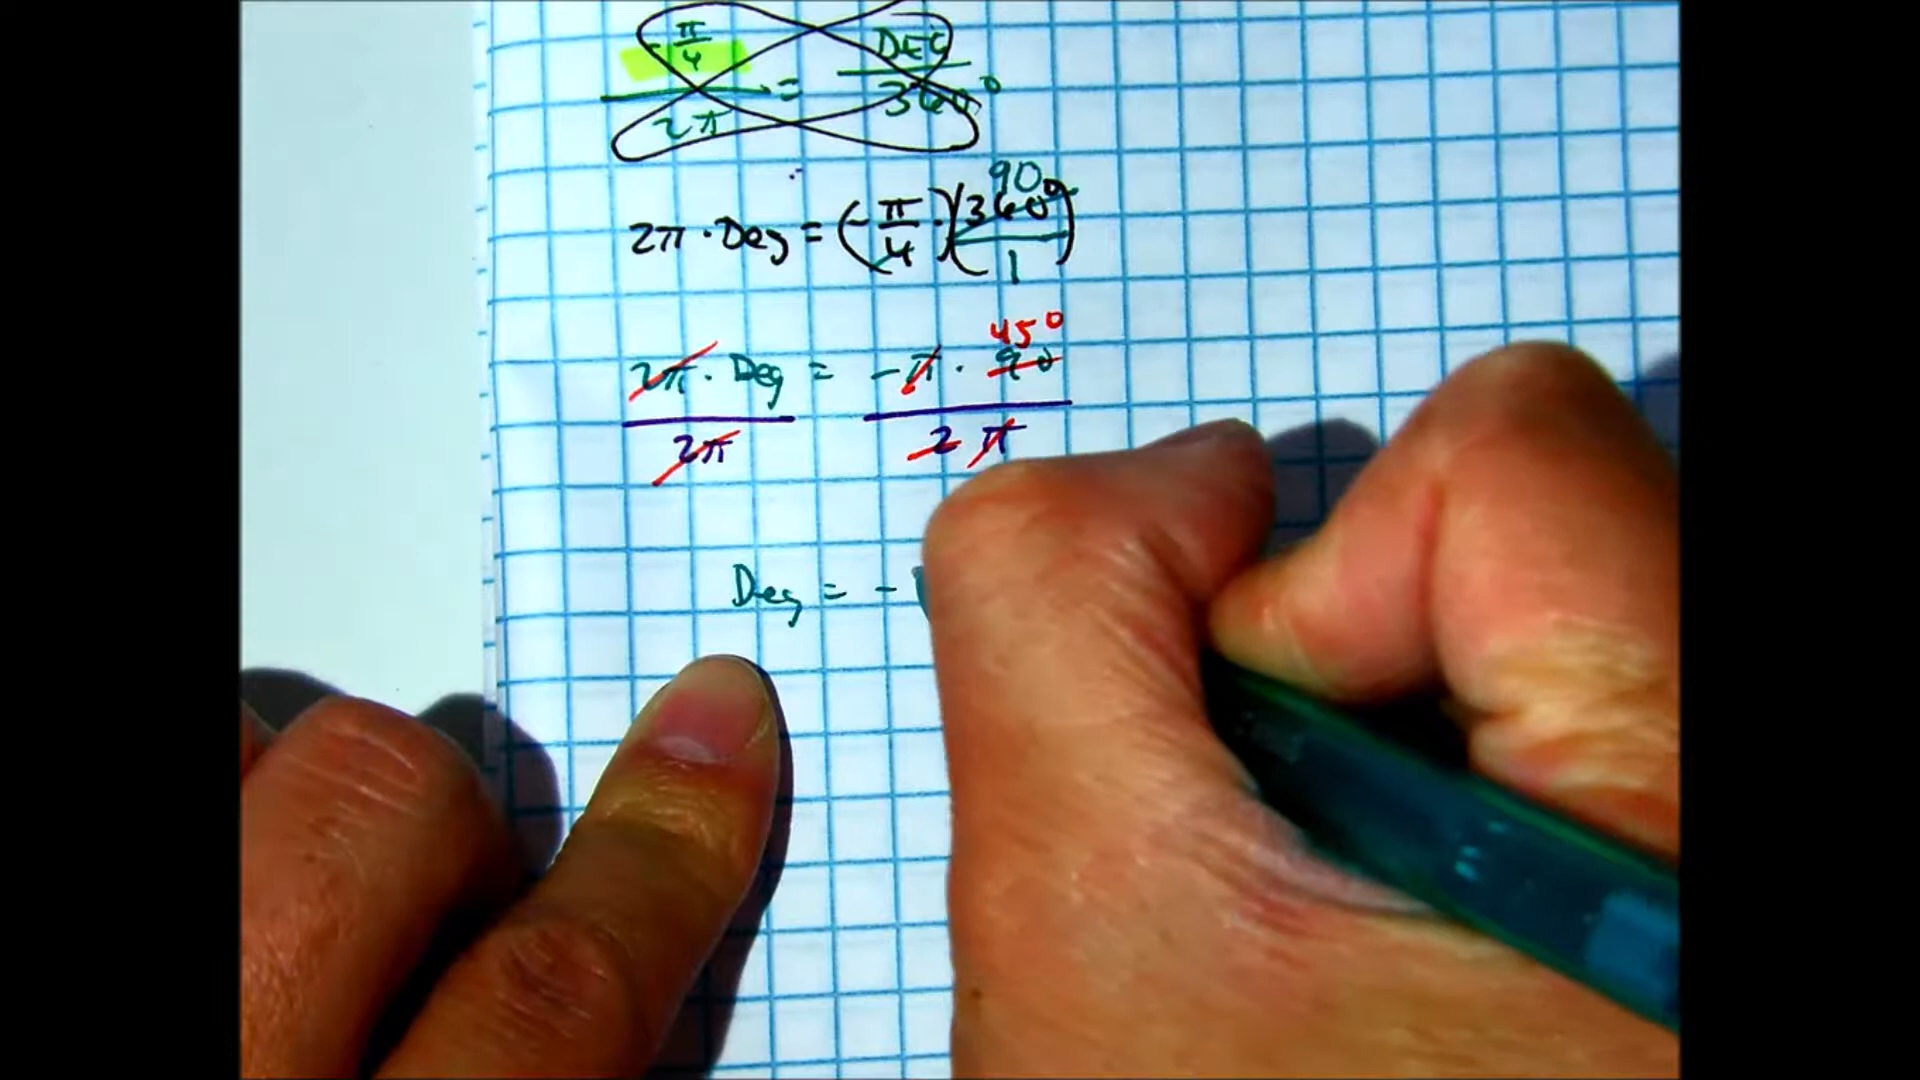 -π/4 / 2π = DEG / 360°
90
2π · Deg = (-π/4 ·)(360°/1)
45°
2π · Deg / 2π = -π · 90 / 2π
Deg = -